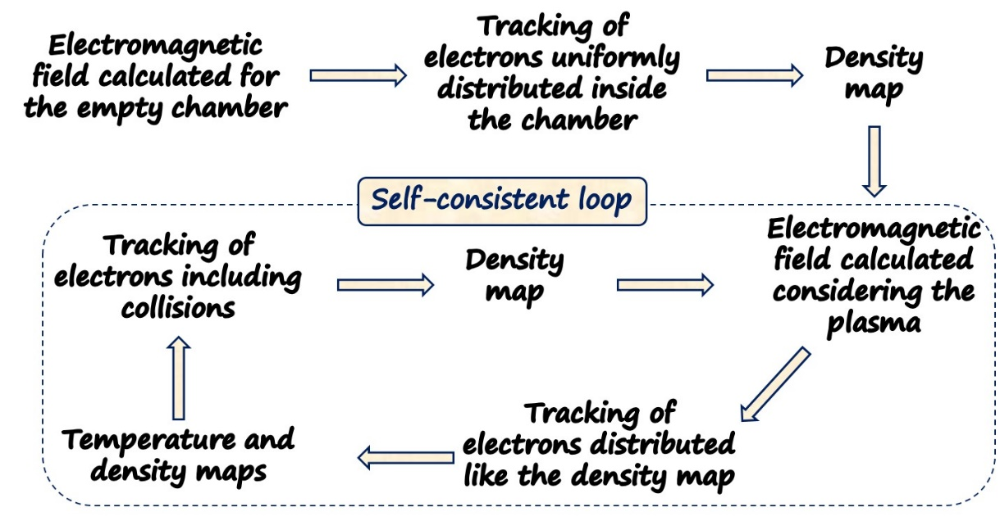 Electromagnetic
field calculated for
the empty chamber
Tracking of
electrons uniformly
distributed inside
the chamber
Density
map
Self-consistent loop
Tracking of
electrons including
collisions
Density
map
Electromagnetic
field calculated
considering the
plasma
Temperature and
density maps
Tracking of
electrons distributed
like the density map